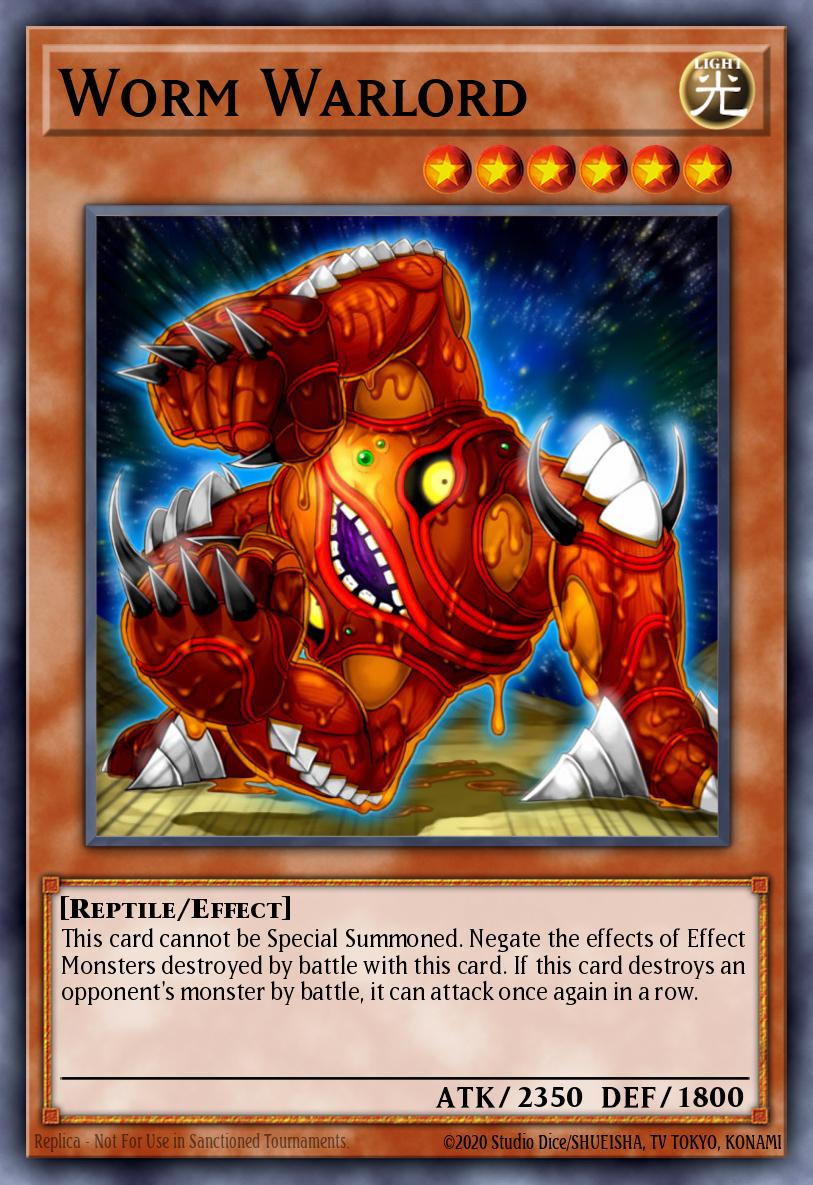 Worm Warlord
LIGHT
光
[Reptile/Effect]
This card cannot be Special Summoned. Negate the effects of Effect
Monsters destroyed by battle with this card. If this card destroys an
opponent's monster by battle, it can attack once again in a row.
ATK/2350 DEF/1800
Replica - Not For Use in Sanctioned Tournaments.
©2020 Studio Dice/SHUEISHA, TV TOKYO, KONAMI